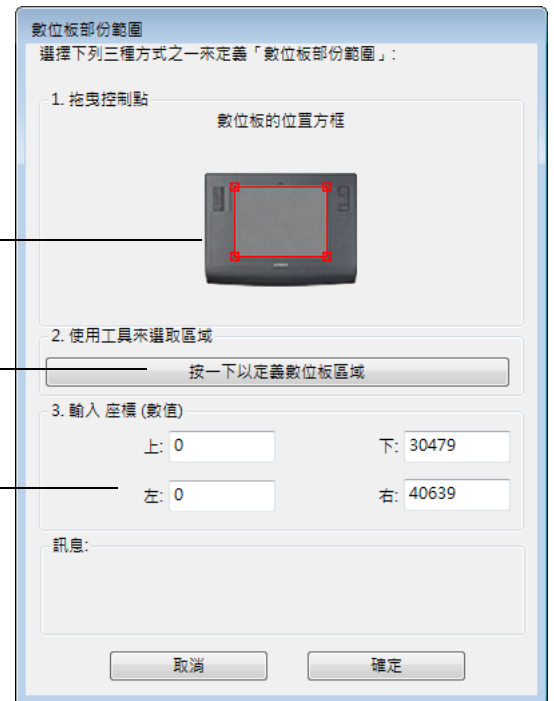 數位板部份範圍
選擇下列三種方式之一來定義「數位板部份範圍」:
1. 拖曳控制點
數位板的位置方框
2. 使用工具來選取區域
按一下以定義數位板區域
3. 輸入 座標 (數值)
上: 0 下: 30479
左: 0 右: 40639
訊息:
取消 確定